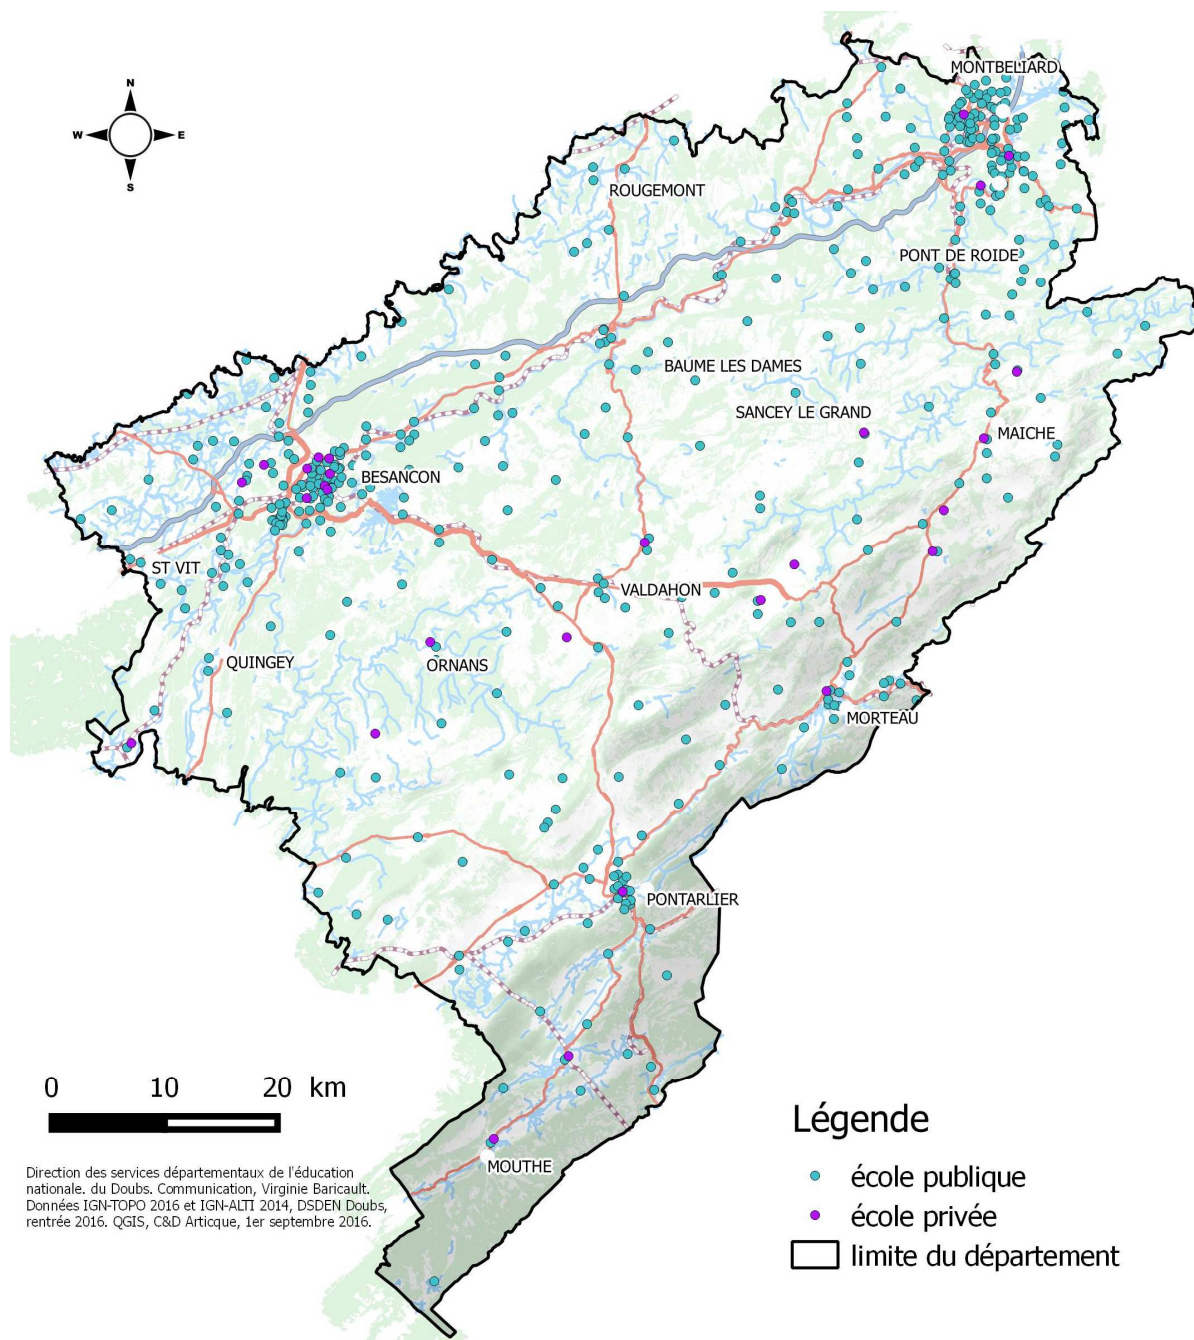 N
W E
S
MONTBELIARD
ROUGEMONT
PONT DE ROIDE
BAUME LES DAMES
SANCEY LE GRAND
MAICHE
BESANCON
ST VIT
VALDAHON
QUINGEY
ORNANS
MORTEAU
PONTARLIER
MOUTHE
0 10 20 km
Direction des services départementaux de l'éducation
nationale. du Doubs. Communication, Virginie Baricault.
Données IGN-TOPO 2016 et IGN-ALTI 2014, DSDEN Doubs,
rentrée 2016. QGIS, C&D Articque, 1er septembre 2016.
Légende
école publique
école privée
limite du département